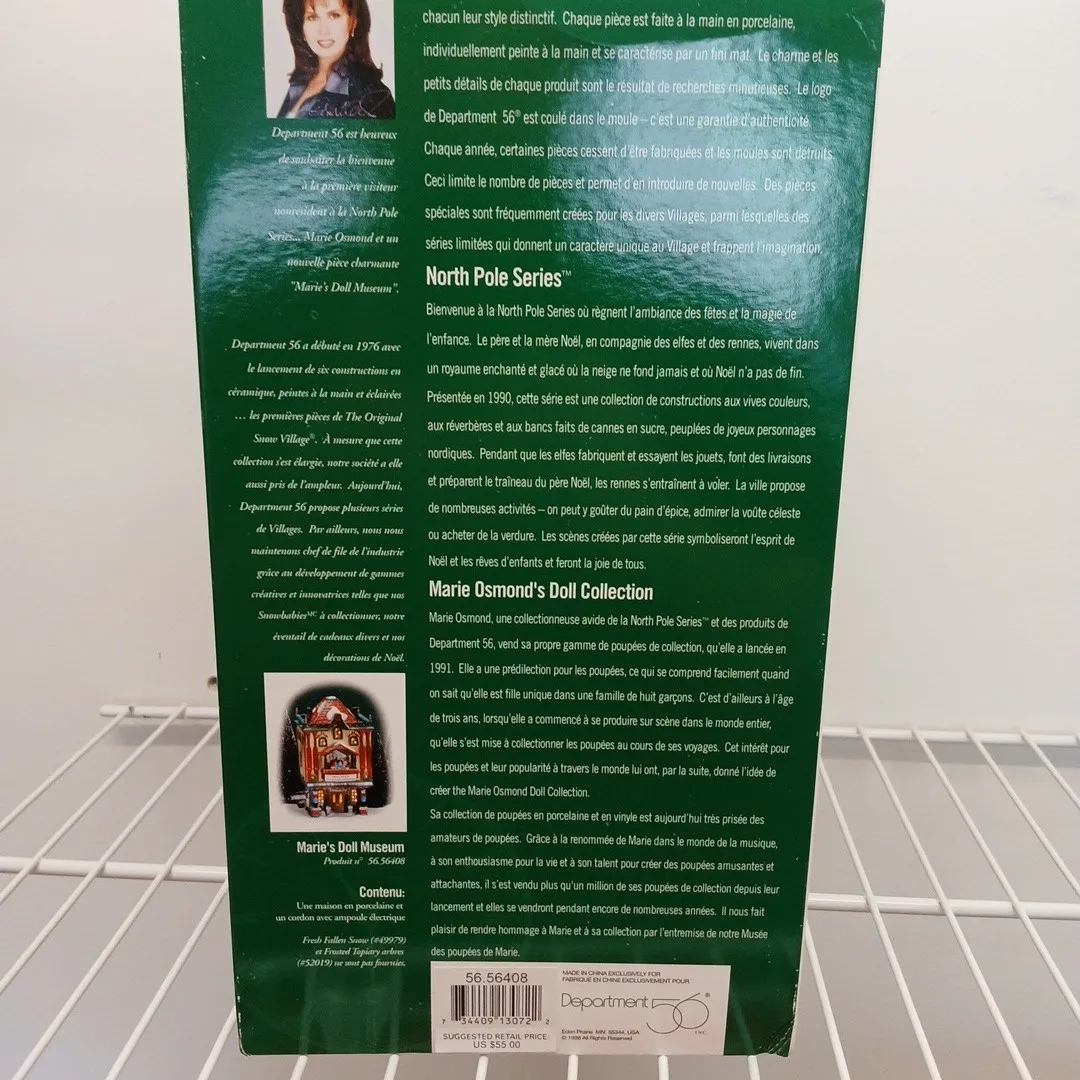 Department 56 est heureux
de souhaiter la bienvenue
à la première visiteur
nonresident à la North Pole
Series... Marie Osmond et un
nouvelle pièce charmante
"Marie's Doll Museum".
Department 56 a débuté en 1976 avec
le lancement de six constructions en
céramique, peintes à la main et éclairées
... les premières pièces de The Original
Snow Village®. À mesure que cette
collection s'est élargie, notre société a elle
aussi pris de l'ampleur. Aujourd'hui,
Department 56 propose plusieurs séries
de Villages. Par ailleurs, nous nous
maintenons chef de file de l'industrie
grâce au développement de gammes
créatives et innovatrices telles que nos
Snowbabies MC à collectionner, notre
éventail de cadeaux divers et nos
décorations de Noël.
Marie's Doll Museum
Produit n° 56.56408
Contenu:
Une maison en porcelaine et
un cordon avec ampoule électrique
Fresh Fallen Snow (#49979)
et Frosted Topiary arbres
(#52019) ne sont pas fournies.
chacun leur style distinctif. Chaque pièce est faite à la main en porcelaine,
individuellement peinte à la main et se caractérise par un fini mat. Le charme et les
petits détails de chaque produit sont le résultat de recherches minutieuses. Le logo
de Department 56® est coulé dans le moule – c'est une garantie d'authenticité.
Chaque année, certaines pièces cessent d'être fabriquées et les moules sont détruits.
Ceci limite le nombre de pièces et permet d'en introduire de nouvelles. Des pièces
spéciales sont fréquemment créées pour les divers Villages, parmi lesquelles des
séries limitées qui donnent un caractère unique au Village et frappent l'imagination.
North Pole Series™
Bienvenue à la North Pole Series où règnent l'ambiance des fêtes et la magie de
l'enfance. Le père et la mère Noël, en compagnie des elfes et des rennes, vivent dans
un royaume enchanté et glacé où la neige ne fond jamais et où Noël n'a pas de fin.
Présentée en 1990, cette série est une collection de constructions aux vives couleurs,
aux réverbères et aux bancs faits de cannes en sucre, peuplées de joyeux personnages
nordiques. Pendant que les elfes fabriquent et essayent les jouets, font des livraisons
et préparent le traîneau du père Noël, les rennes s'entraînent à voler. La ville propose
de nombreuses activités – on peut y goûter du pain d'épice, admirer la voûte céleste
ou acheter de la verdure. Les scènes créées par cette série symboliseront l'esprit de
Noël et les rêves d'enfants et feront la joie de tous.
Marie Osmond's Doll Collection
Marie Osmond, une collectionneuse avide de la North Pole Series™ et des produits de
Department 56, vend sa propre gamme de poupées de collection, qu'elle a lancée en
1991. Elle a une prédilection pour les poupées, ce qui se comprend facilement quand
on sait qu'elle est fille unique dans une famille de huit garçons. C'est d'ailleurs à l'âge
de trois ans, lorsqu'elle a commencé à se produire sur scène dans le monde entier,
qu'elle s'est mise à collectionner les poupées au cours de ses voyages. Cet intérêt pour
les poupées et leur popularité à travers le monde lui ont, par la suite, donné l'idée de
créer the Marie Osmond Doll Collection.
Sa collection de poupées en porcelaine et en vinyle est aujourd'hui très prisée des
amateurs de poupées. Grâce à la renommée de Marie dans le monde de la musique,
à son enthousiasme pour la vie et à son talent pour créer des poupées amusantes et
attachantes, il s'est vendu plus qu'un million de ses poupées de collection depuis leur
lancement et elles se vendront pendant encore de nombreuses années. Il nous fait
plaisir de rendre hommage à Marie et à sa collection par l'entremise de notre Musée
des poupées de Marie.
56.56408
7 34409 13072 2
SUGGESTED RETAIL PRICE:
US $55 00
MADE IN CHINA EXCLUSIVELY FOR
FABRIQUÉ EN CHINE EXCLUSIVEMENT POUR
Department 56®
INC.
Eden Prairie MN. 55344, USA
© 1998 All Rights Reserved